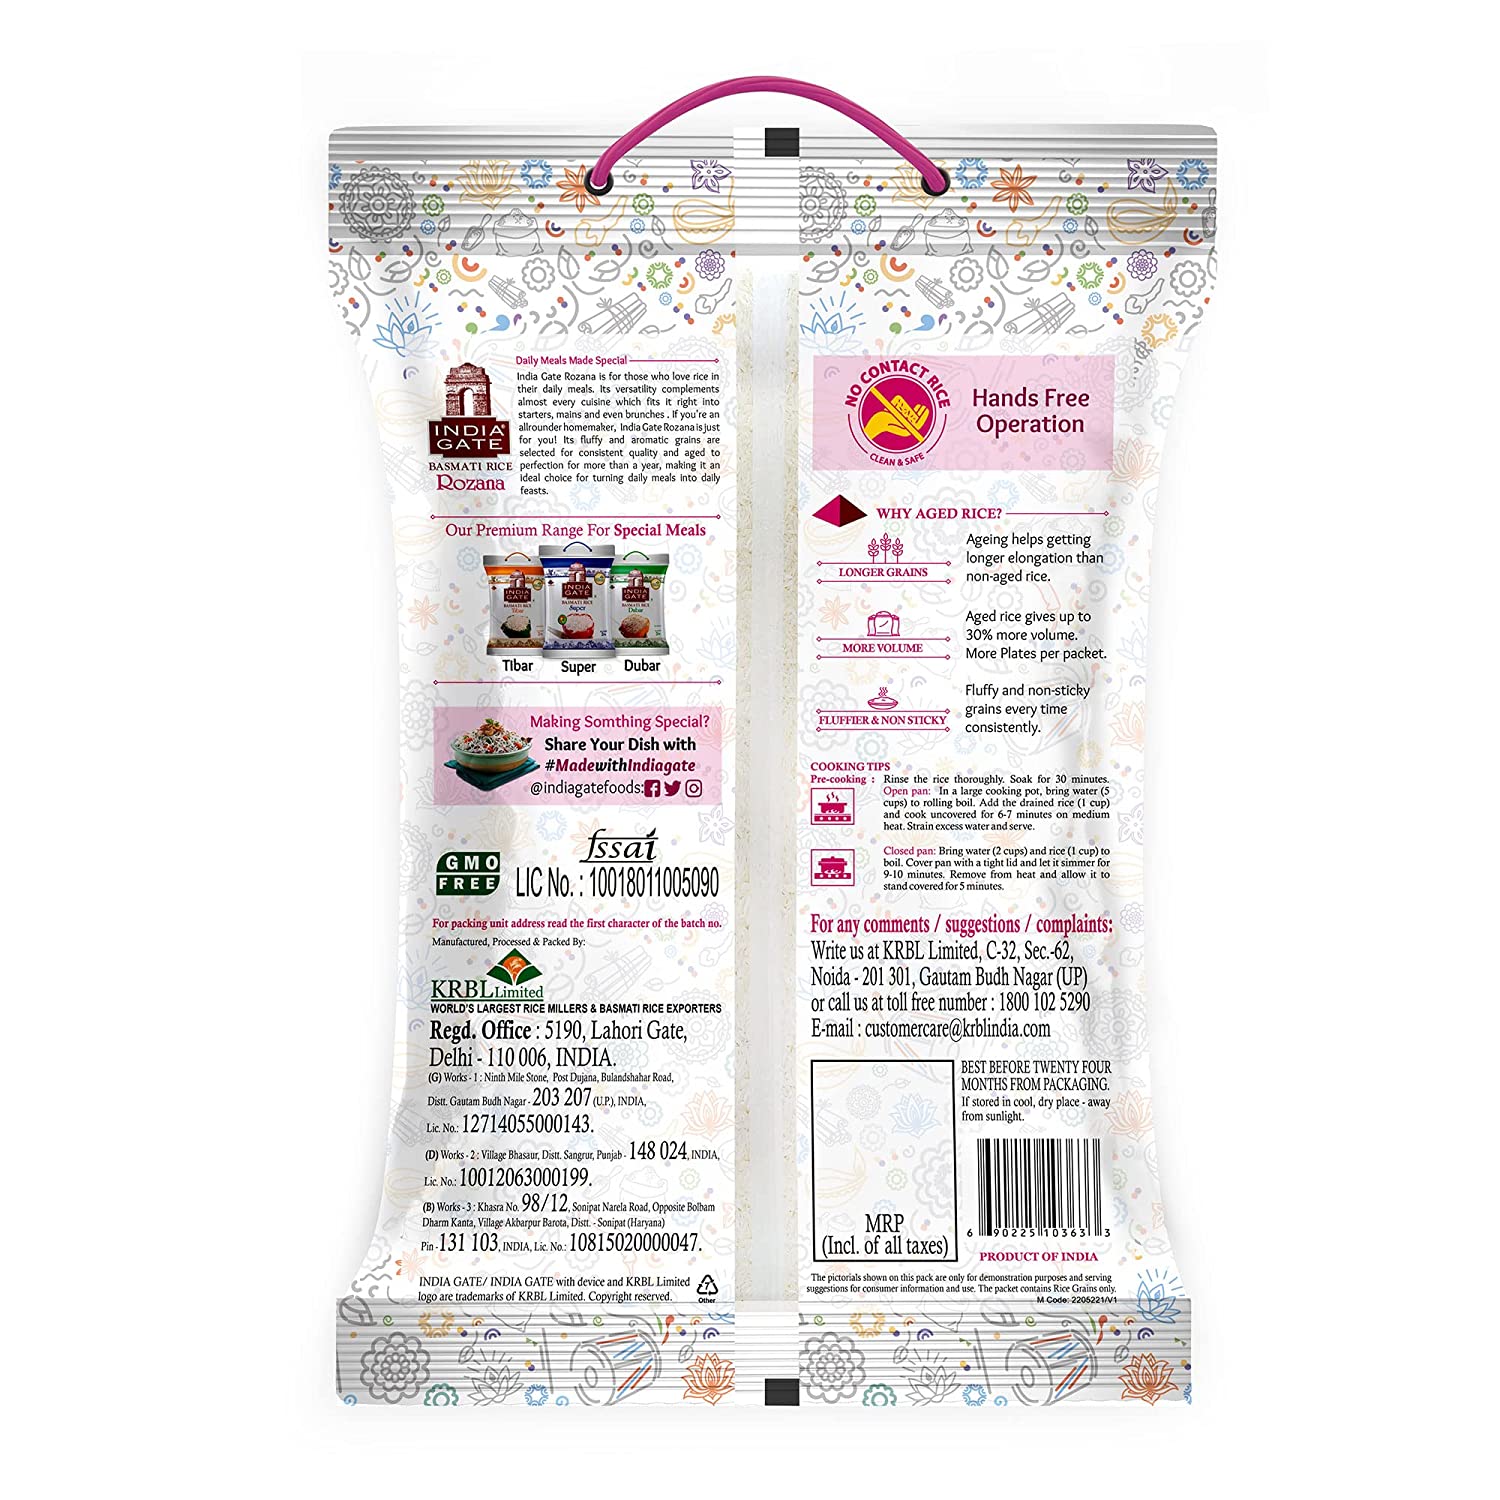 Daily Meals Made Special
India Gate Rozana is for those who love rice in
their daily meals. Its versatility complements
almost every cuisine which fits it right into
starters, mains and even brunches . If you're an
allrounder homemaker, India Gate Rozana is just
for you! Its fluffy and aromatic grains are
selected for consistent quality and aged to
perfection for more than a year, making it an
ideal choice for turning daily meals into daily
feasts.
INDIA
GATE
BASMATI RICE
Rozana
Our Premium Range For Special Meals
INDIA
GATE
BASMATI RICE
Tibar
INDIA
GATE
BASMATI RICE
Super
INDIA
GATE
BASMATI RICE
Dubar
Tibar
Super
Dubar
Making Somthing Special?
Share Your Dish with
#MadewithIndiagate
@indiagatefoods:
GMO
FREE
fssai
LIC No. : 10018011005090
For packing unit address read the first character of the batch no.
Manufactured, Processed & Packed By:
KRBL Limited
WORLD'S LARGEST RICE MILLERS & BASMATI RICE EXPORTERS
Regd. Office : 5190, Lahori Gate,
Delhi - 110 006, INDIA.
(G) Works - 1 : Ninth Mile Stone, Post Dujana, Bulandshahar Road,
Distt. Gautam Budh Nagar - 203 207 (U.P.), INDIA,
Lic. No.: 12714055000143.
(D) Works - 2 : Village Bhasaur, Distt. Sangrur, Punjab - 148 024, INDIA,
Lic. No.: 10012063000199.
(B) Works - 3 : Khasra No. 98/12, Sonipat Narela Road, Opposite Bolbam
Dharm Kanta, Village Akbarpur Barota, Distt. - Sonipat (Haryana)
Pin - 131 103, INDIA, Lic. No.: 10815020000047.
INDIA GATE/ INDIA GATE with device and KRBL Limited
logo are trademarks of KRBL Limited. Copyright reserved.
7
Other
NO CONTACT RICE
CLEAN & SAFE
Hands Free
Operation
WHY AGED RICE?
LONGER GRAINS
Ageing helps getting
longer elongation than
non-aged rice.
MORE VOLUME
Aged rice gives up to
30% more volume.
More Plates per packet.
FLUFFIER & NON STICKY
Fluffy and non-sticky
grains every time
consistently.
COOKING TIPS
Pre-cooking : Rinse the rice thoroughly. Soak for 30 minutes.
Open pan: In a large cooking pot, bring water (5
cups) to rolling boil. Add the drained rice (1 cup)
and cook uncovered for 6-7 minutes on medium
heat. Strain excess water and serve.
Closed pan: Bring water (2 cups) and rice (1 cup) to
boil. Cover pan with a tight lid and let it simmer for
9-10 minutes. Remove from heat and allow it to
stand covered for 5 minutes.
For any comments / suggestions / complaints:
Write us at KRBL Limited, C-32, Sec.-62,
Noida - 201 301, Gautam Budh Nagar (UP)
or call us at toll free number : 1800 102 5290
E-mail : customercare@krblindia.com
MRP
(Incl. of all taxes)
BEST BEFORE TWENTY FOUR
MONTHS FROM PACKAGING.
If stored in cool, dry place - away
from sunlight.
6 90225 10363 3
PRODUCT OF INDIA
The pictorials shown on this pack are only for demonstration purposes and serving
suggestions for consumer information and use. The packet contains Rice Grains only.
M Code: 2205221/V1